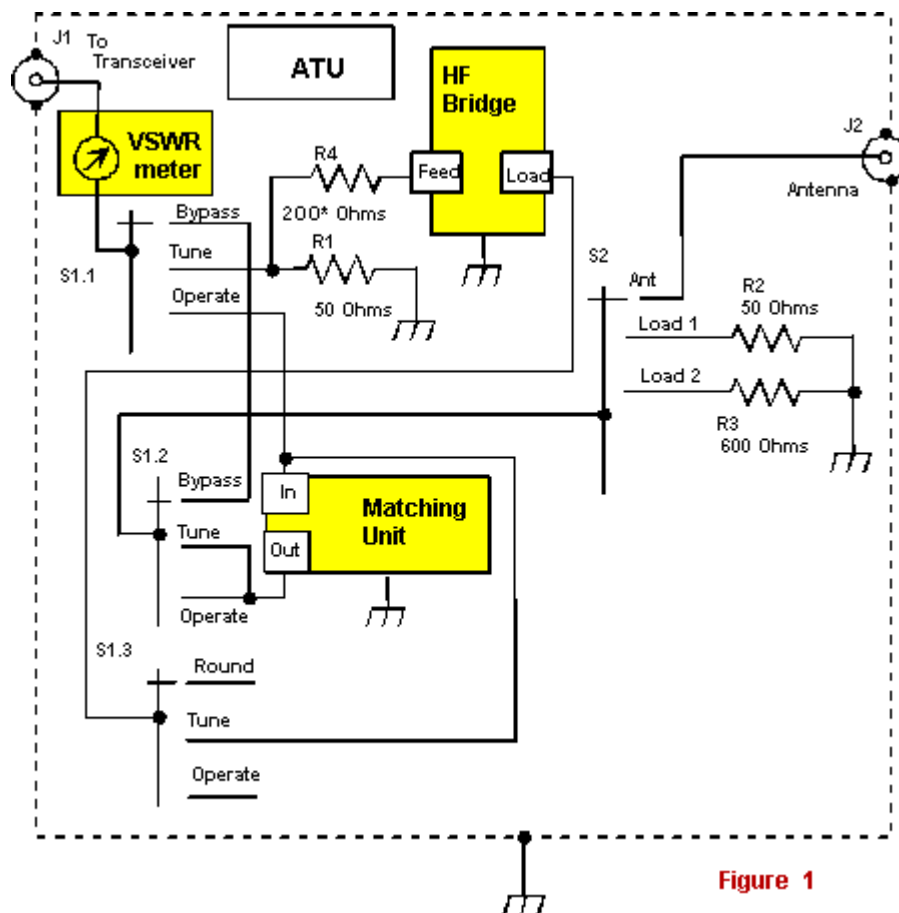 J1
To
Transceiver
ATU
HF
Bridge
J2
VSWR
meter
R4
Feed
Load
Antenna
Bypass
200* Ohms
Tune
R1
S1.1
S2
Ant
R2
Operate
50 Ohms
50 Ohms
Load 1
Load 2
R3
600 Ohms
S1.2
Bypass
In
Matching
Unit
Tune
Out
Operate
S1.3
Round
Tune
Operate
Figure 1